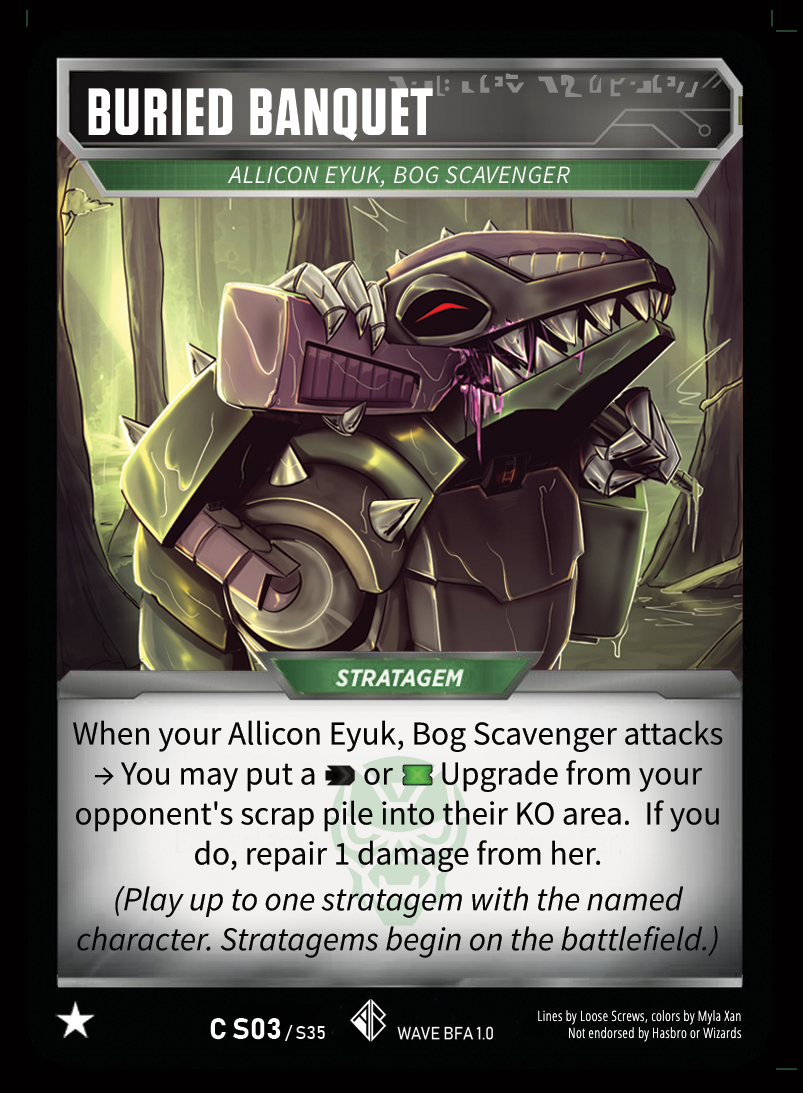 BURIED BANQUET
ALLICON EYUK, BOG SCAVENGER
STRATAGEM
When your Allicon Eyuk, Bog Scavenger attacks
→ You may put a or Upgrade from your
opponent's scrap pile into their KO area. If you
do, repair 1 damage from her.
(Play up to one stratagem with the named
character. Stratagems begin on the battlefield.)
C S03/S35
WAVE BFA 1.0
Lines by Loose Screws, colors by Myla Xan
Not endorsed by Hasbro or Wizards